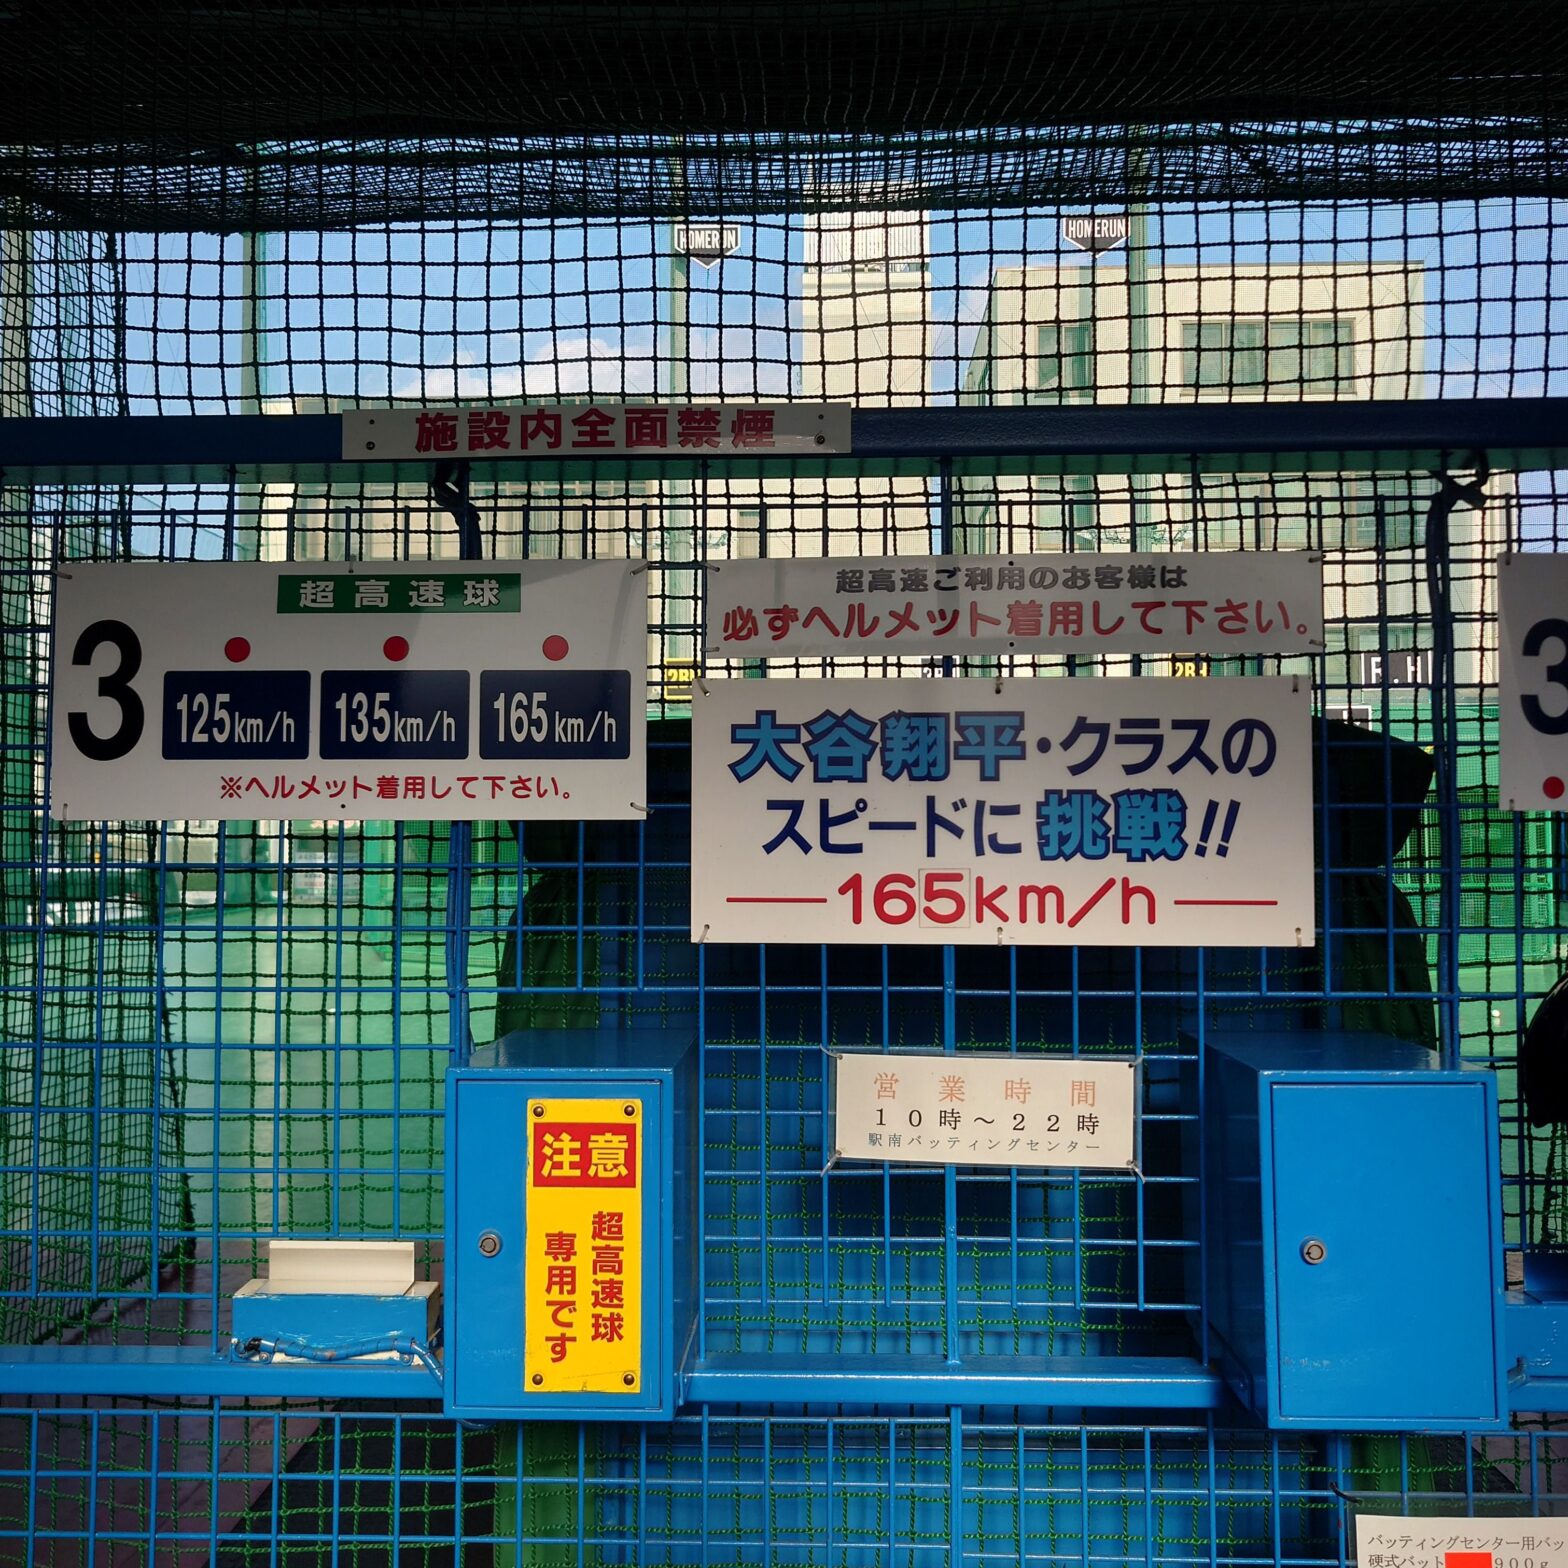 HOMERUN
HOMERUN
施設内全面禁煙
超高速球
3
125km/h
135km/h
165km/h
※ヘルメット着用して下さい。
超高速ご利用のお客様は
必ずヘルメット着用して下さい。
大谷翔平・クラスの
スピードに挑戦!!
165km/h
3
営業時間
10時～22時
駅南バッティングセンター
注意
超高速球
専用です
バッティングセンター用バ
硬式バッ